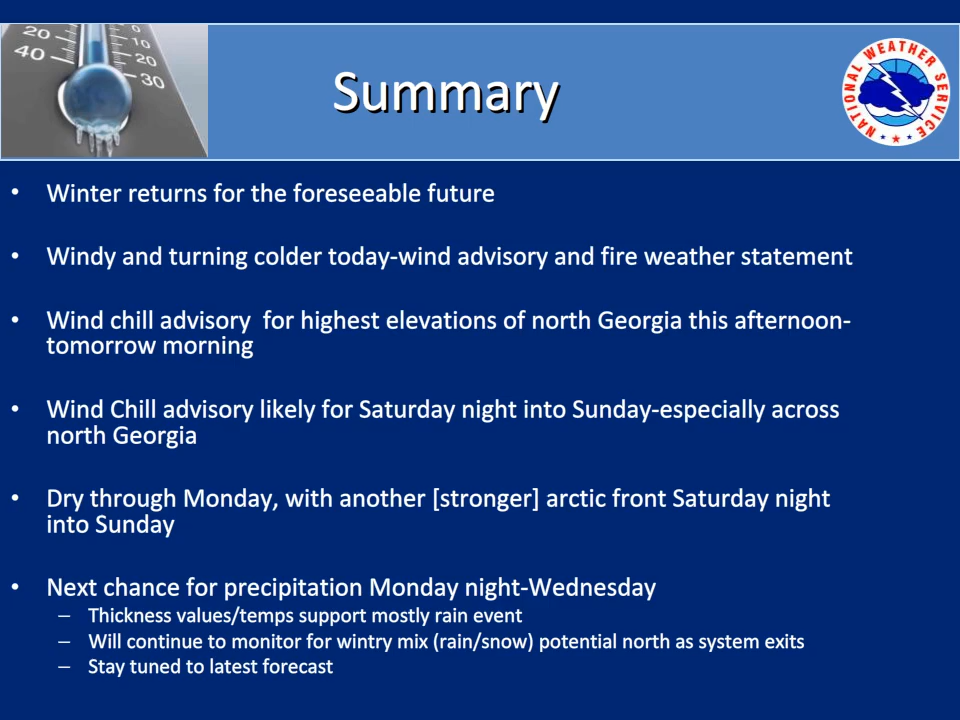 20
40
0
10
20
30
Summary
NATIONAL WEATHER SERVICE
• Winter returns for the foreseeable future
• Windy and turning colder today-wind advisory and fire weather statement
• Wind chill advisory  for highest elevations of north Georgia this afternoon-
tomorrow morning
• Wind Chill advisory likely for Saturday night into Sunday-especially across
north Georgia
• Dry through Monday, with another [stronger] arctic front Saturday night
into Sunday
• Next chance for precipitation Monday night-Wednesday
– Thickness values/temps support mostly rain event
– Will continue to monitor for wintry mix (rain/snow) potential north as system exits
– Stay tuned to latest forecast